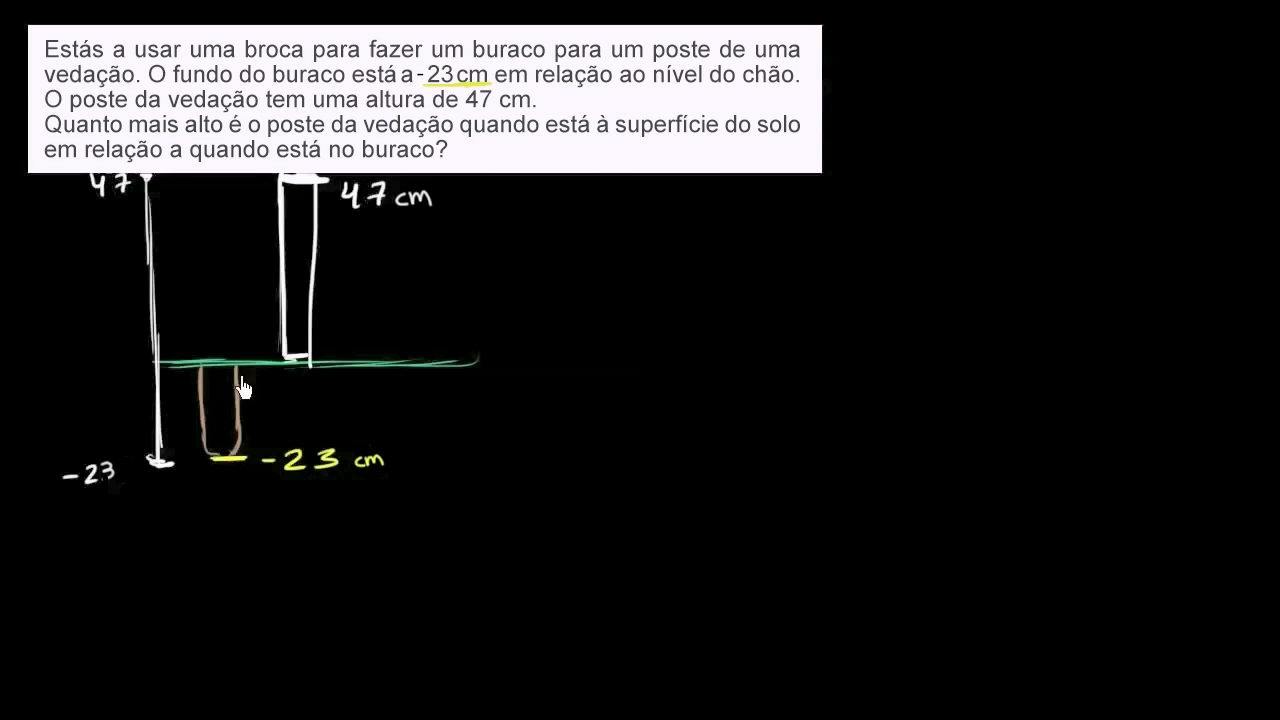 Estás a usar uma broca para fazer um buraco para um poste de uma
vedação. O fundo do buraco está a -23 cm em relação ao nível do chão.
O poste da vedação tem uma altura de 47 cm.
Quanto mais alto é o poste da vedação quando está à superfície do solo
em relação a quando está no buraco?
47
47 cm
-23
-23 cm